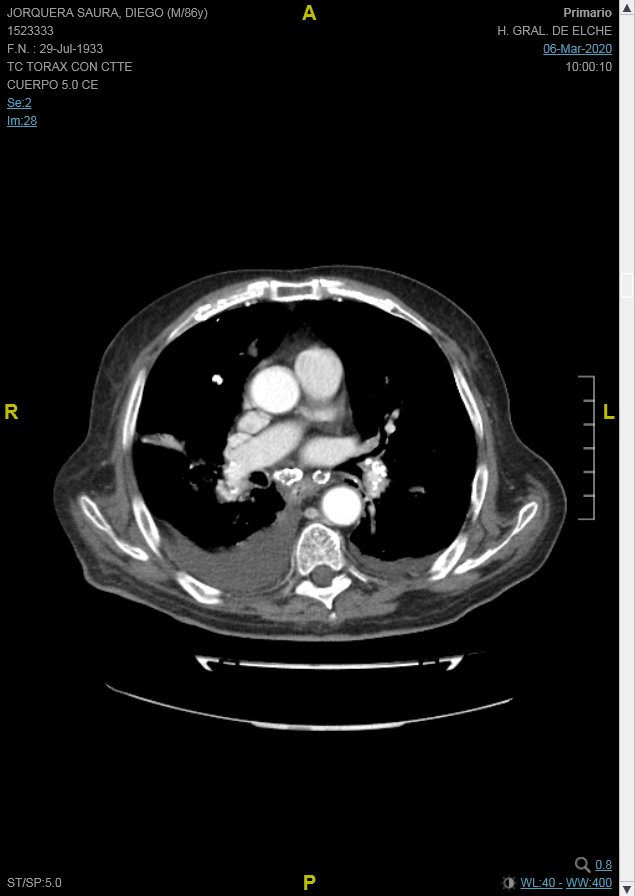 JORQUERA SAURA, DIEGO (M/86y)
1523333
F.N. : 29-Jul-1933
TC TORAX CON CTTE
CUERPO 5.0 CE
Se:2
Im:28
A
Primario
H. GRAL. DE ELCHE
06-Mar-2020
10:00:10
R
L
ST/SP:5.0
P
0.8
WL:40 - WW:400